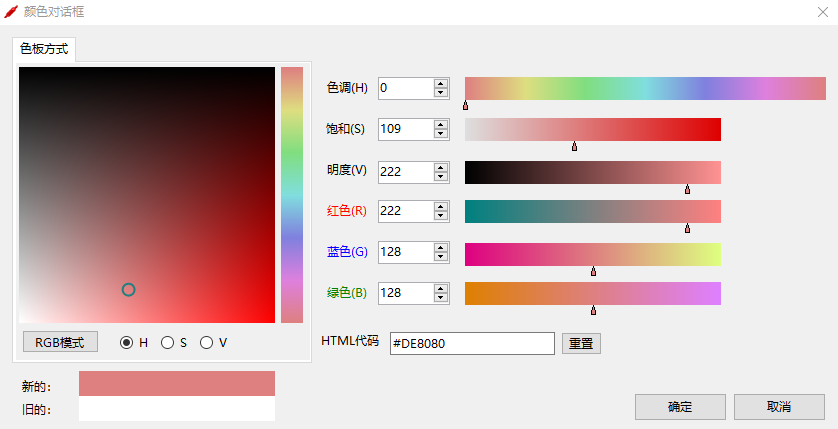 颜色对话框
色板方式
色调(H) 0
饱和(S) 109
明度(V) 222
红色(R) 222
蓝色(G) 128
绿色(B) 128
RGB模式 H S V
HTML代码 #DE8080 重置
新的:
旧的:
确定 取消